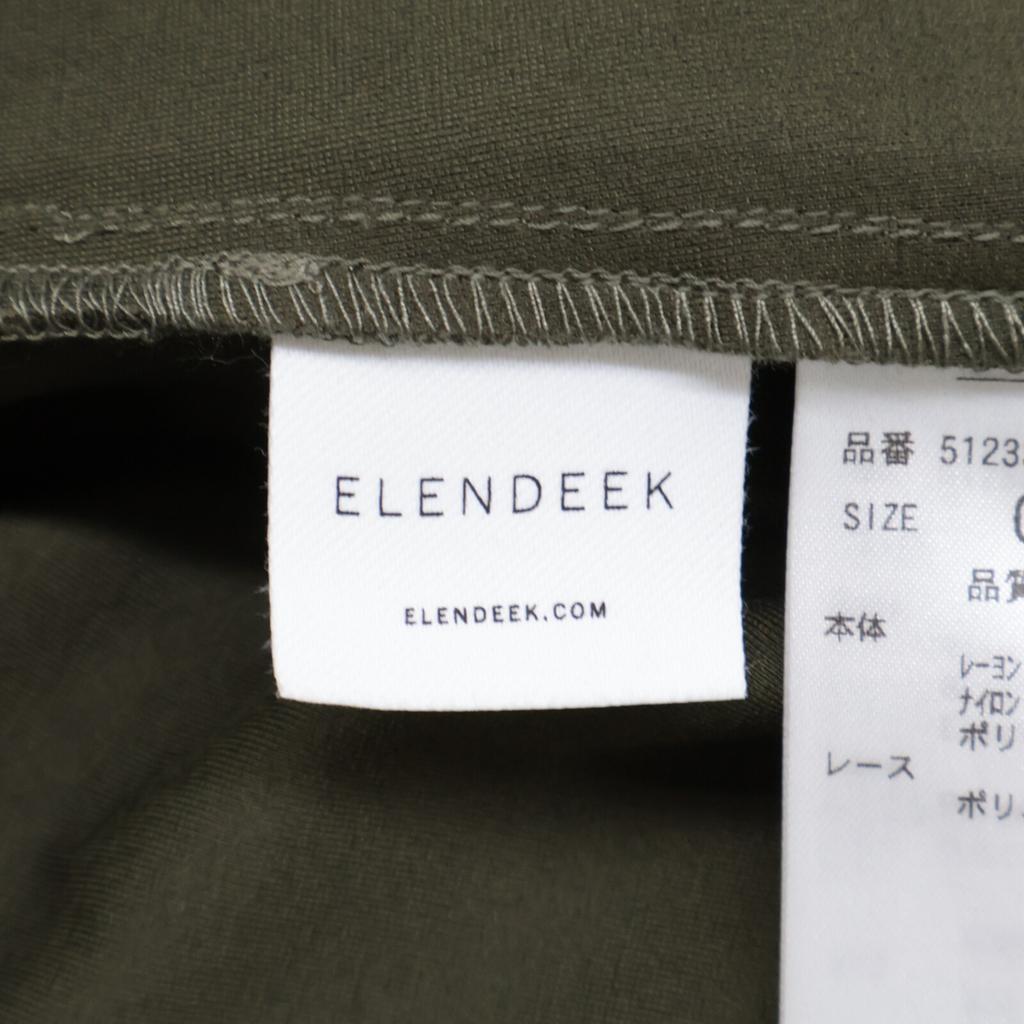 ELENDEEK
ELENDEEK.COM
品番 5123
SIZE
品質
本体
レーヨン
ナイロン
ポリ
レース
ポリ